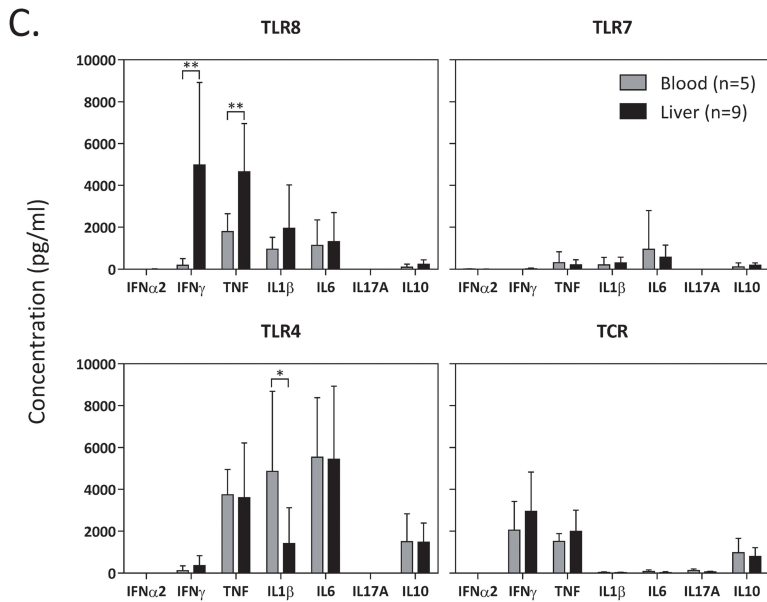 C.
TLR8
TLR7
Concentration (pg/ml)
10000
8000
6000
4000
2000
0
**
**
IFNα2 IFNγ TNF IL1β IL6 IL17A IL10
Blood (n=5)
Liver (n=9)
IFNα2 IFNγ TNF IL1β IL6 IL17A IL10
TLR4
TCR
10000
8000
6000
4000
2000
0
*
IFNα2 IFNγ TNF IL1β IL6 IL17A IL10
IFNα2 IFNγ TNF IL1β IL6 IL17A IL10